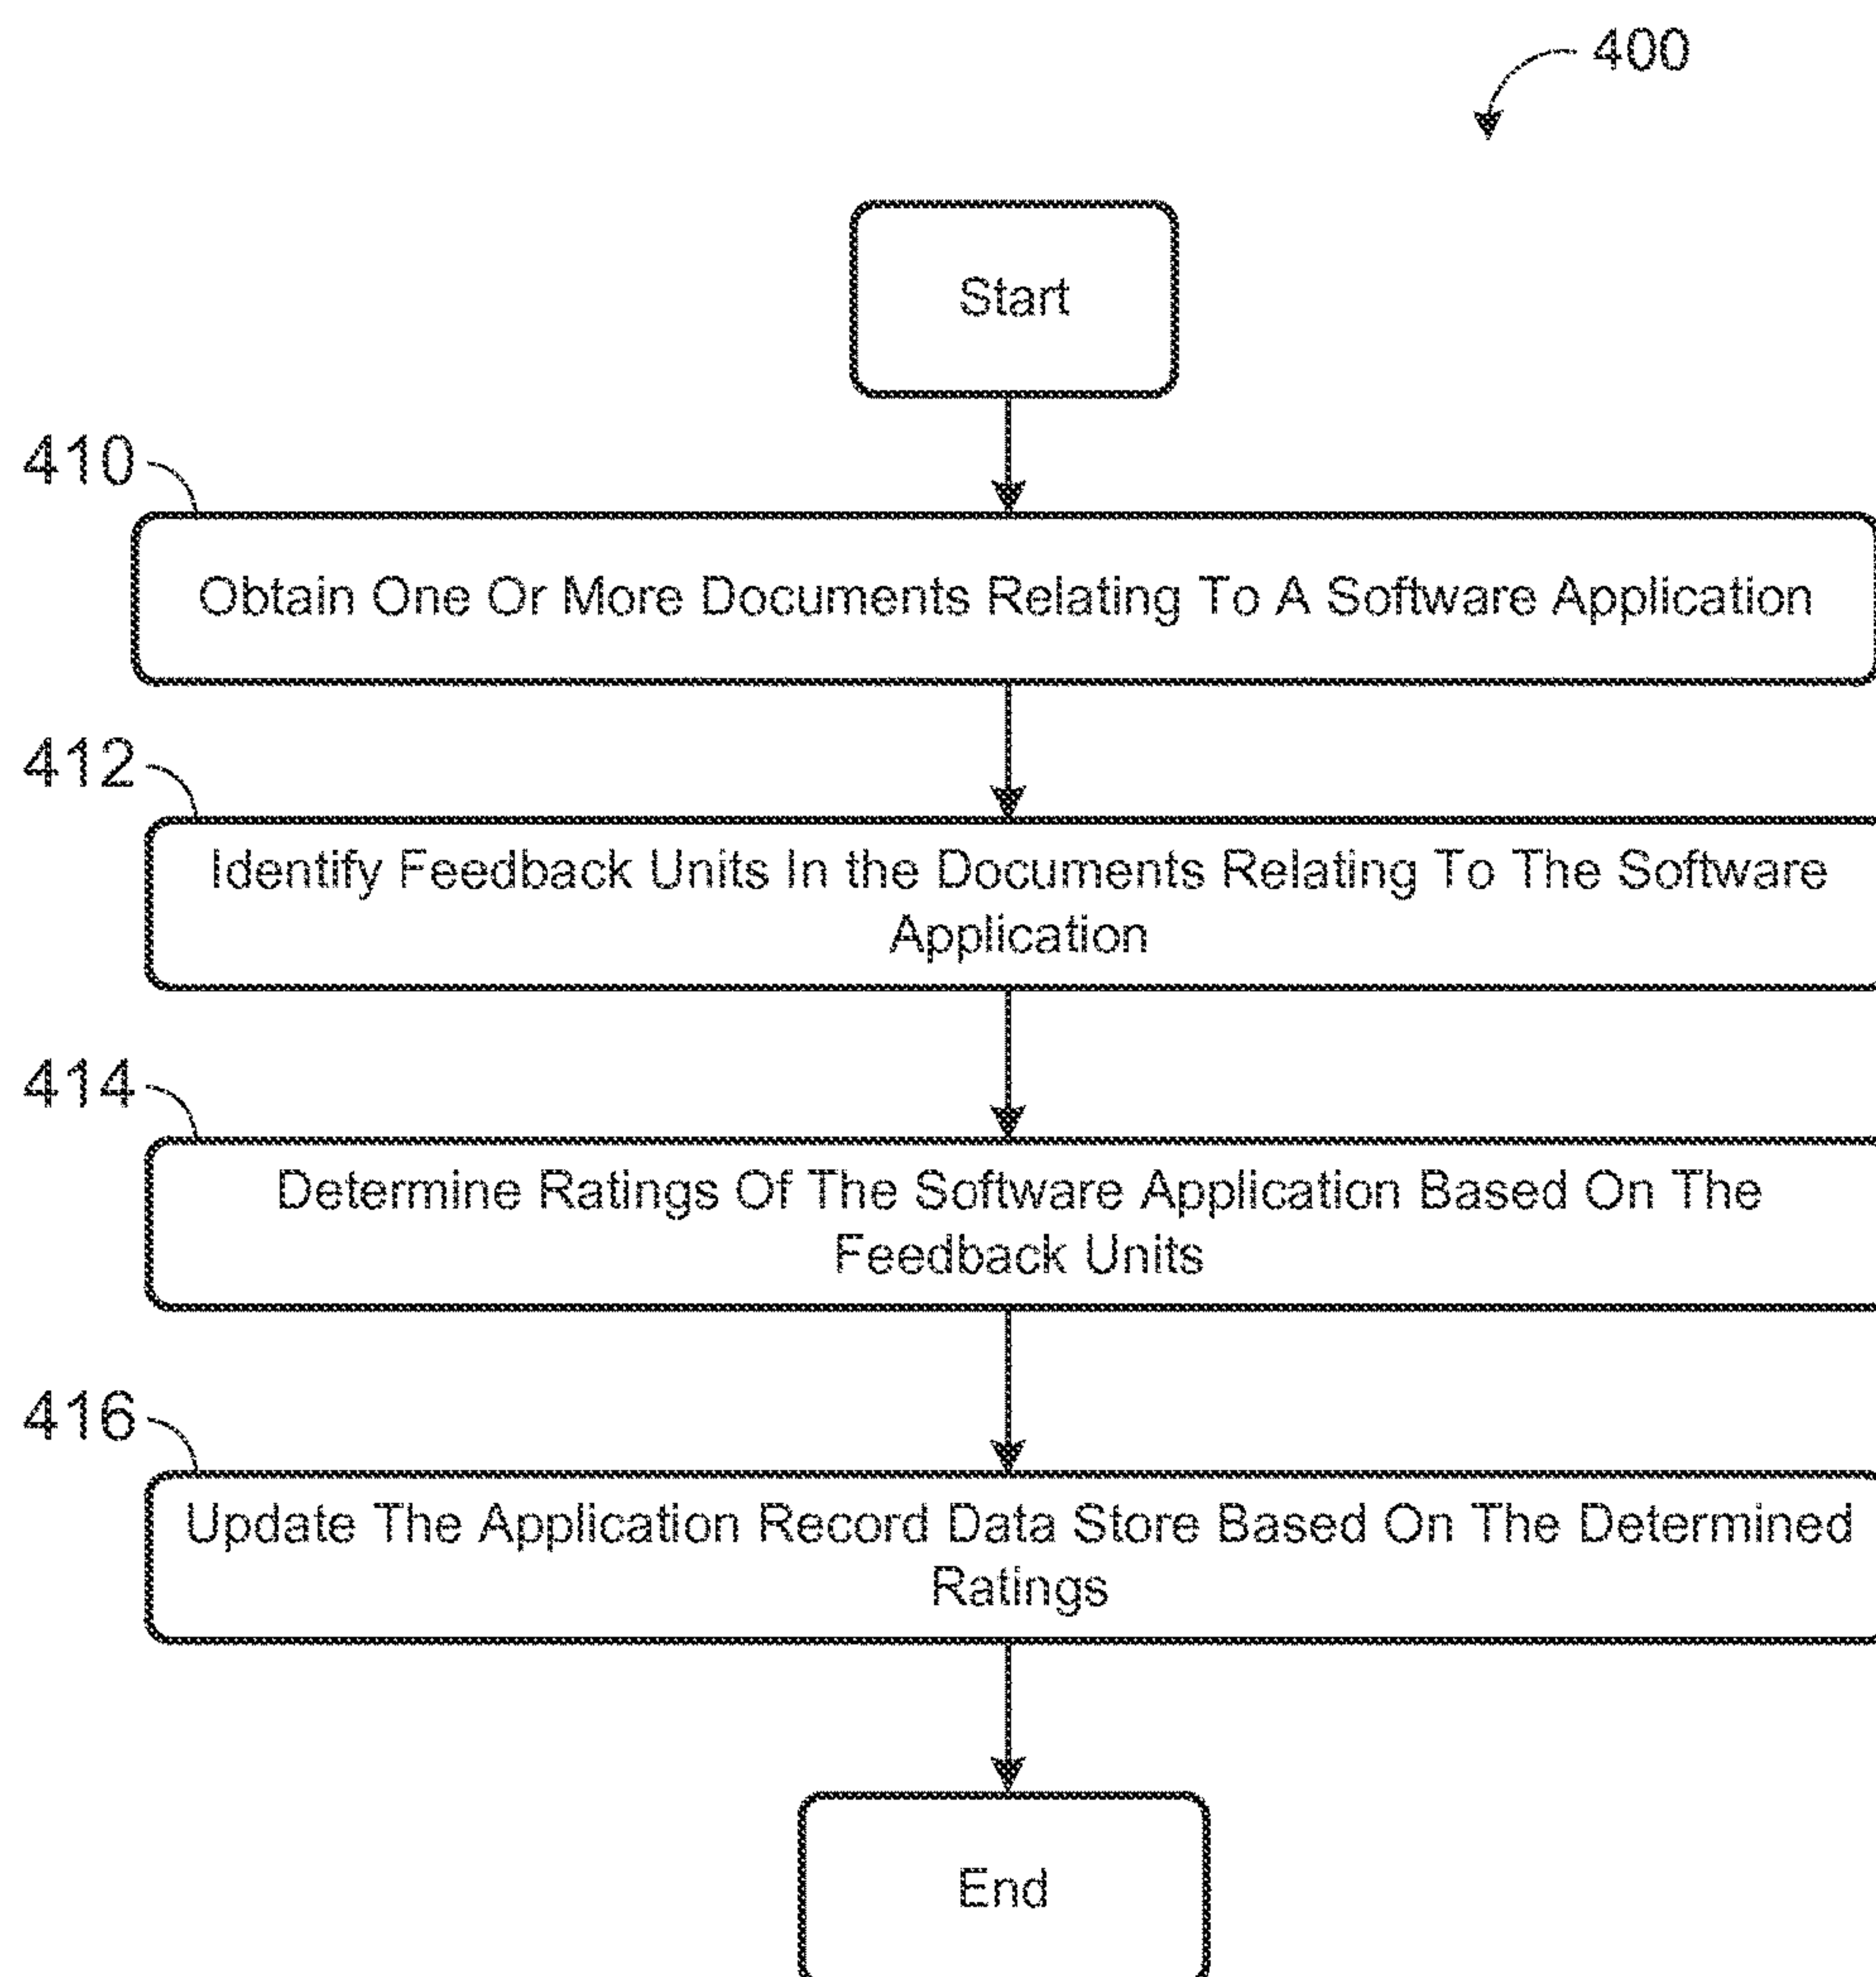 400
Start
410
Obtain One Or More Documents Relating To A Software Application
412
Identify Feedback Units In the Documents Relating To The Software
Application
414
Determine Ratings Of The Software Application Based On The
Feedback Units
416
Update The Application Record Data Store Based On The Determined
Ratings
End